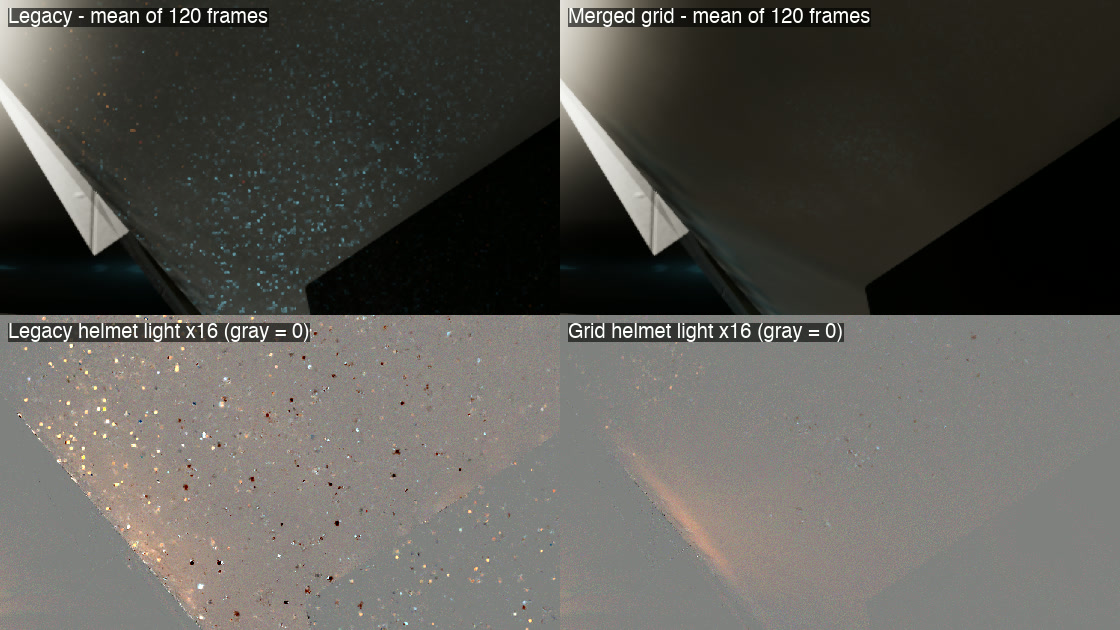 Legacy - mean of 120 frames
Merged grid - mean of 120 frames
Legacy helmet light x16 (gray = 0)
Grid helmet light x16 (gray = 0)